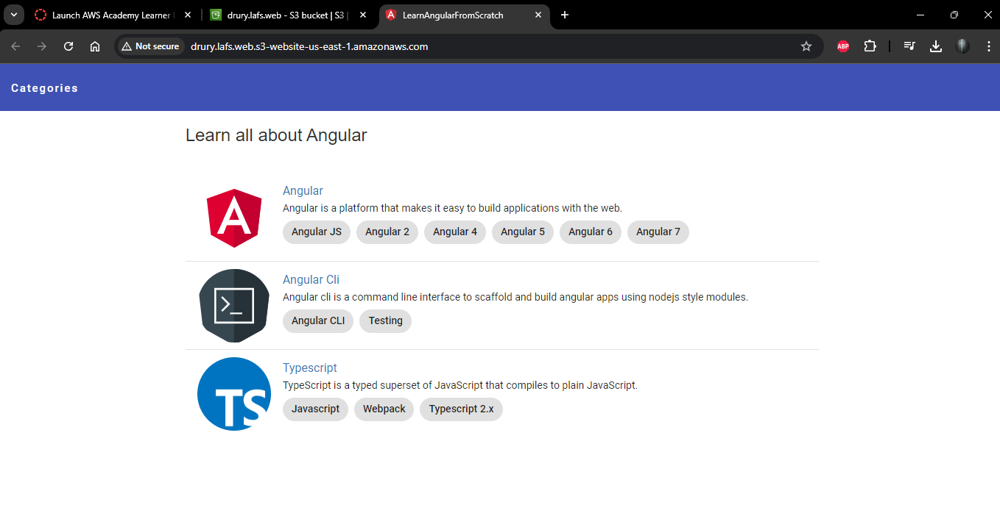 Launch AWS Academy Learner
drury.lafs.web - S3 bucket | S3 |
LearnAngularFromScratch
Not secure
drury.lafs.web.s3-website-us-east-1.amazonaws.com
ABP
Categories
Learn all about Angular
Angular
Angular is a platform that makes it easy to build applications with the web.
Angular JS Angular 2 Angular 4 Angular 5 Angular 6 Angular 7
Angular Cli
Angular cli is a command line interface to scaffold and build angular apps using nodejs style modules.
Angular CLI Testing
TS
Typescript
TypeScript is a typed superset of JavaScript that compiles to plain JavaScript.
Javascript Webpack Typescript 2.x